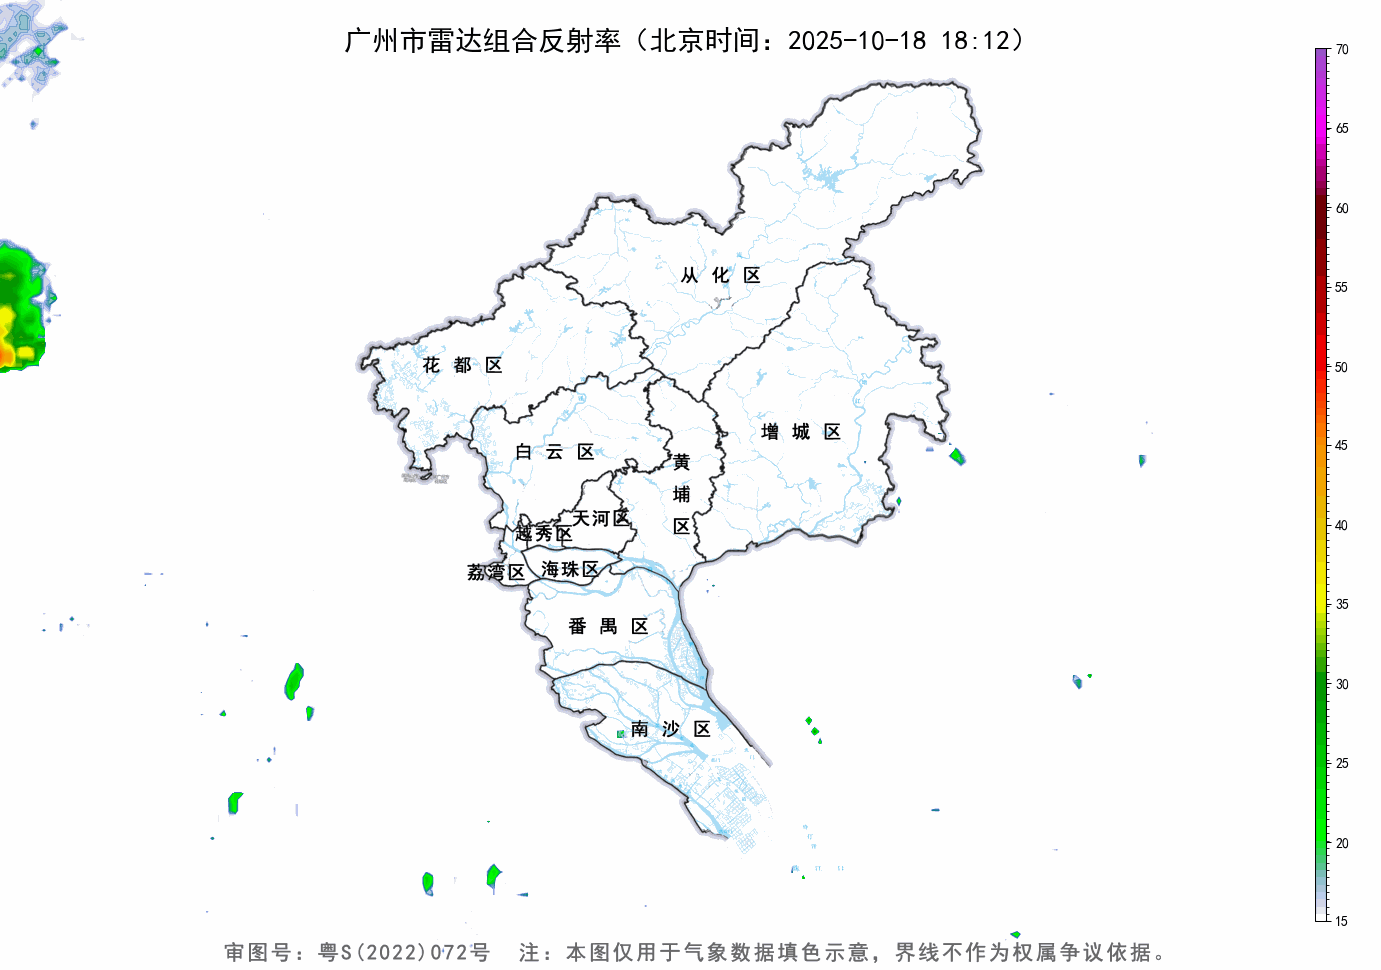 广州市雷达组合反射率（北京时间：2025-10-18 18:12）
70
65
60
55
50
45
40
35
30
25
20
15
从化区
花都区
增城区
白云区
黄埔区
天河区
越秀区
荔湾区
海珠区
番禺区
南沙区
审图号：粤S(2022)072号 注：本图仅用于气象数据填色示意，界线不作为权属争议依据。